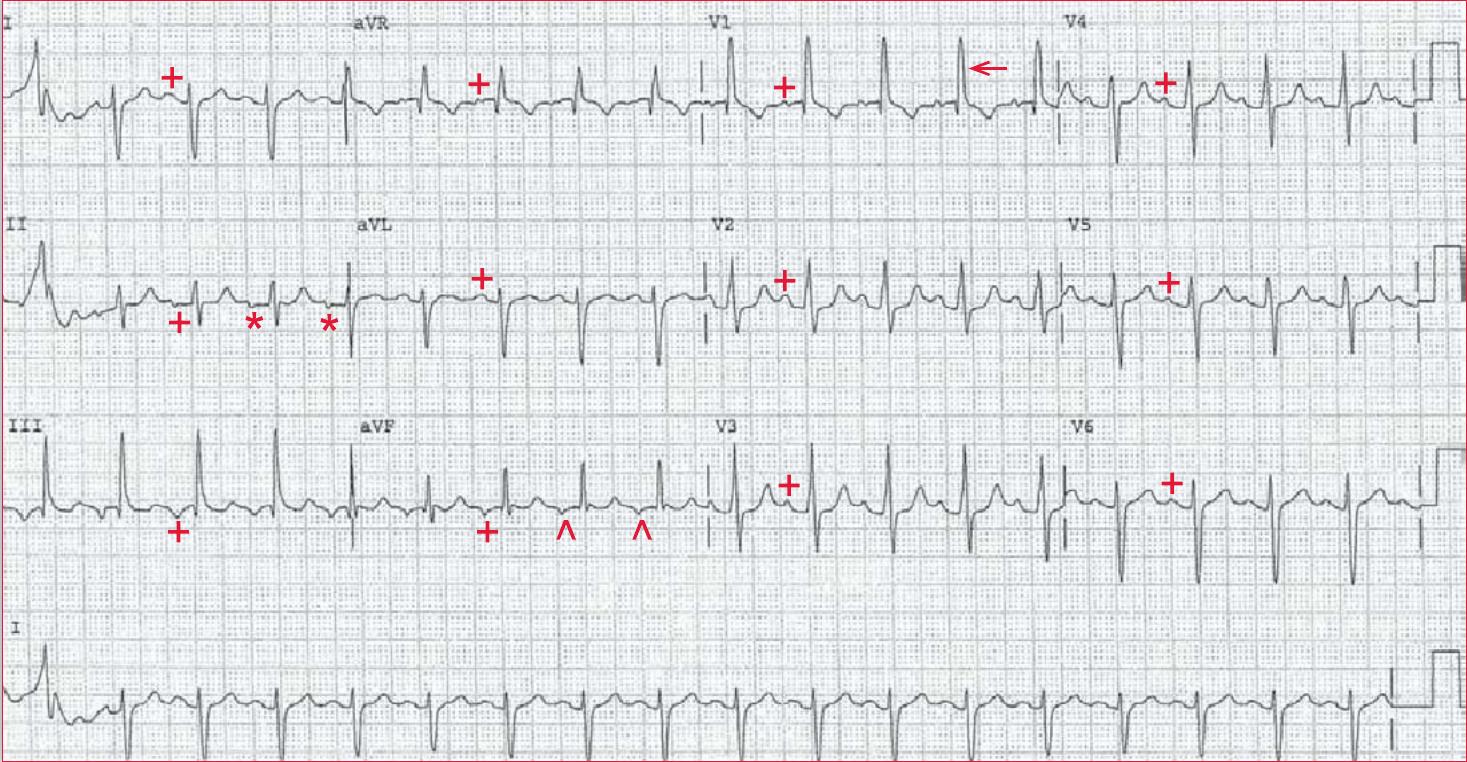 I aVR V1 V4
+ + + +
II aVL V2 V5
+ * * + + +
III aVF V3 V6
+ + ^ ^ + +
I